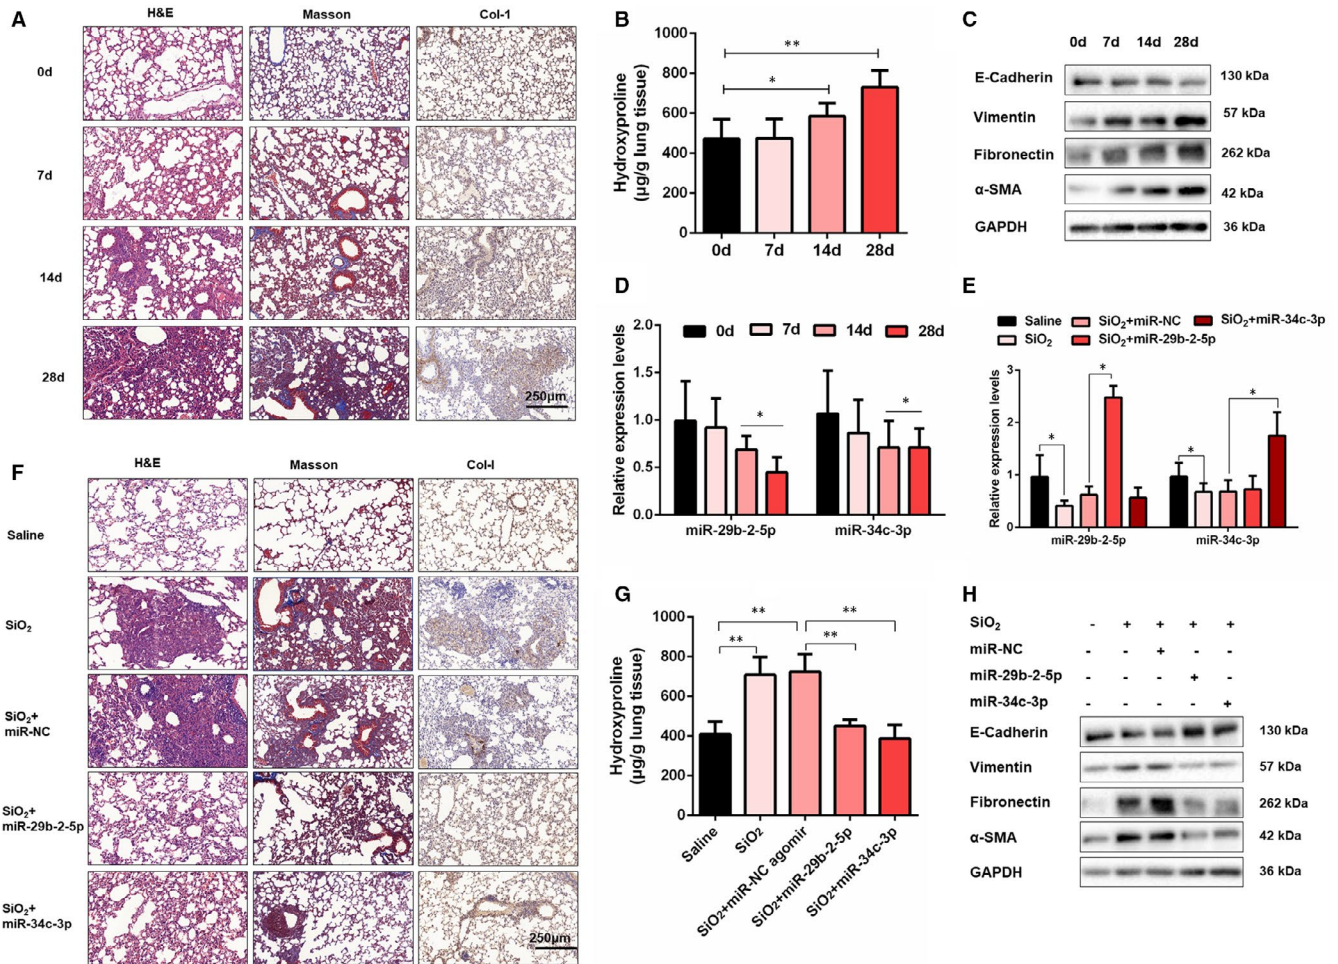 A
H&E
Masson
Col-1
0d
7d
14d
28d
250μm
B
Hydroxyproline
(μg/g lung tissue)
1000
800
600
400
200
0
**
*
0d 7d 14d 28d
C
0d 7d 14d 28d
E-Cadherin 130 kDa
Vimentin 57 kDa
Fibronectin 262 kDa
α-SMA 42 kDa
GAPDH 36 kDa
D
Relative expression levels
2.0
1.5
1.0
0.5
0.0
0d 7d 14d 28d
*
*
miR-29b-2-5p miR-34c-3p
E
Saline SiO₂+miR-NC SiO₂+miR-34c-3p
SiO₂ SiO₂+miR-29b-2-5p
Relative expression levels
3
2
1
0
*
*
*
*
miR-29b-2-5p miR-34c-3p
F
H&E
Masson
Col-I
Saline
SiO₂
SiO₂+
miR-NC
SiO₂+
miR-29b-2-5p
SiO₂+
miR-34c-3p
250μm
G
Hydroxyproline
(μg/g lung tissue)
1000
800
600
400
200
0
** **
** **
Saline
SiO₂
SiO₂+miR-NC agomir
SiO₂+miR-29b-2-5p
SiO₂+miR-34c-3p
H
SiO₂ - + + + +
miR-NC - - + - -
miR-29b-2-5p - - - + -
miR-34c-3p - - - - +
E-Cadherin 130 kDa
Vimentin 57 kDa
Fibronectin 262 kDa
α-SMA 42 kDa
GAPDH 36 kDa